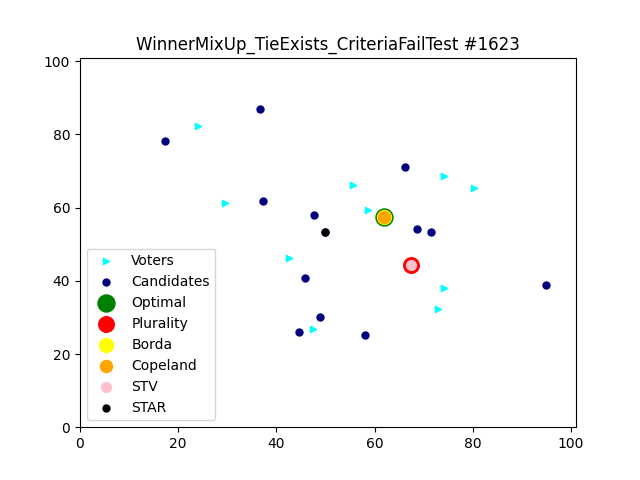 WinnerMixUp_TieExists_CriteriaFailTest #1623
100
80
60
40
20
0
Voters
Candidates
Optimal
Plurality
Borda
Copeland
STV
STAR
0 20 40 60 80 100